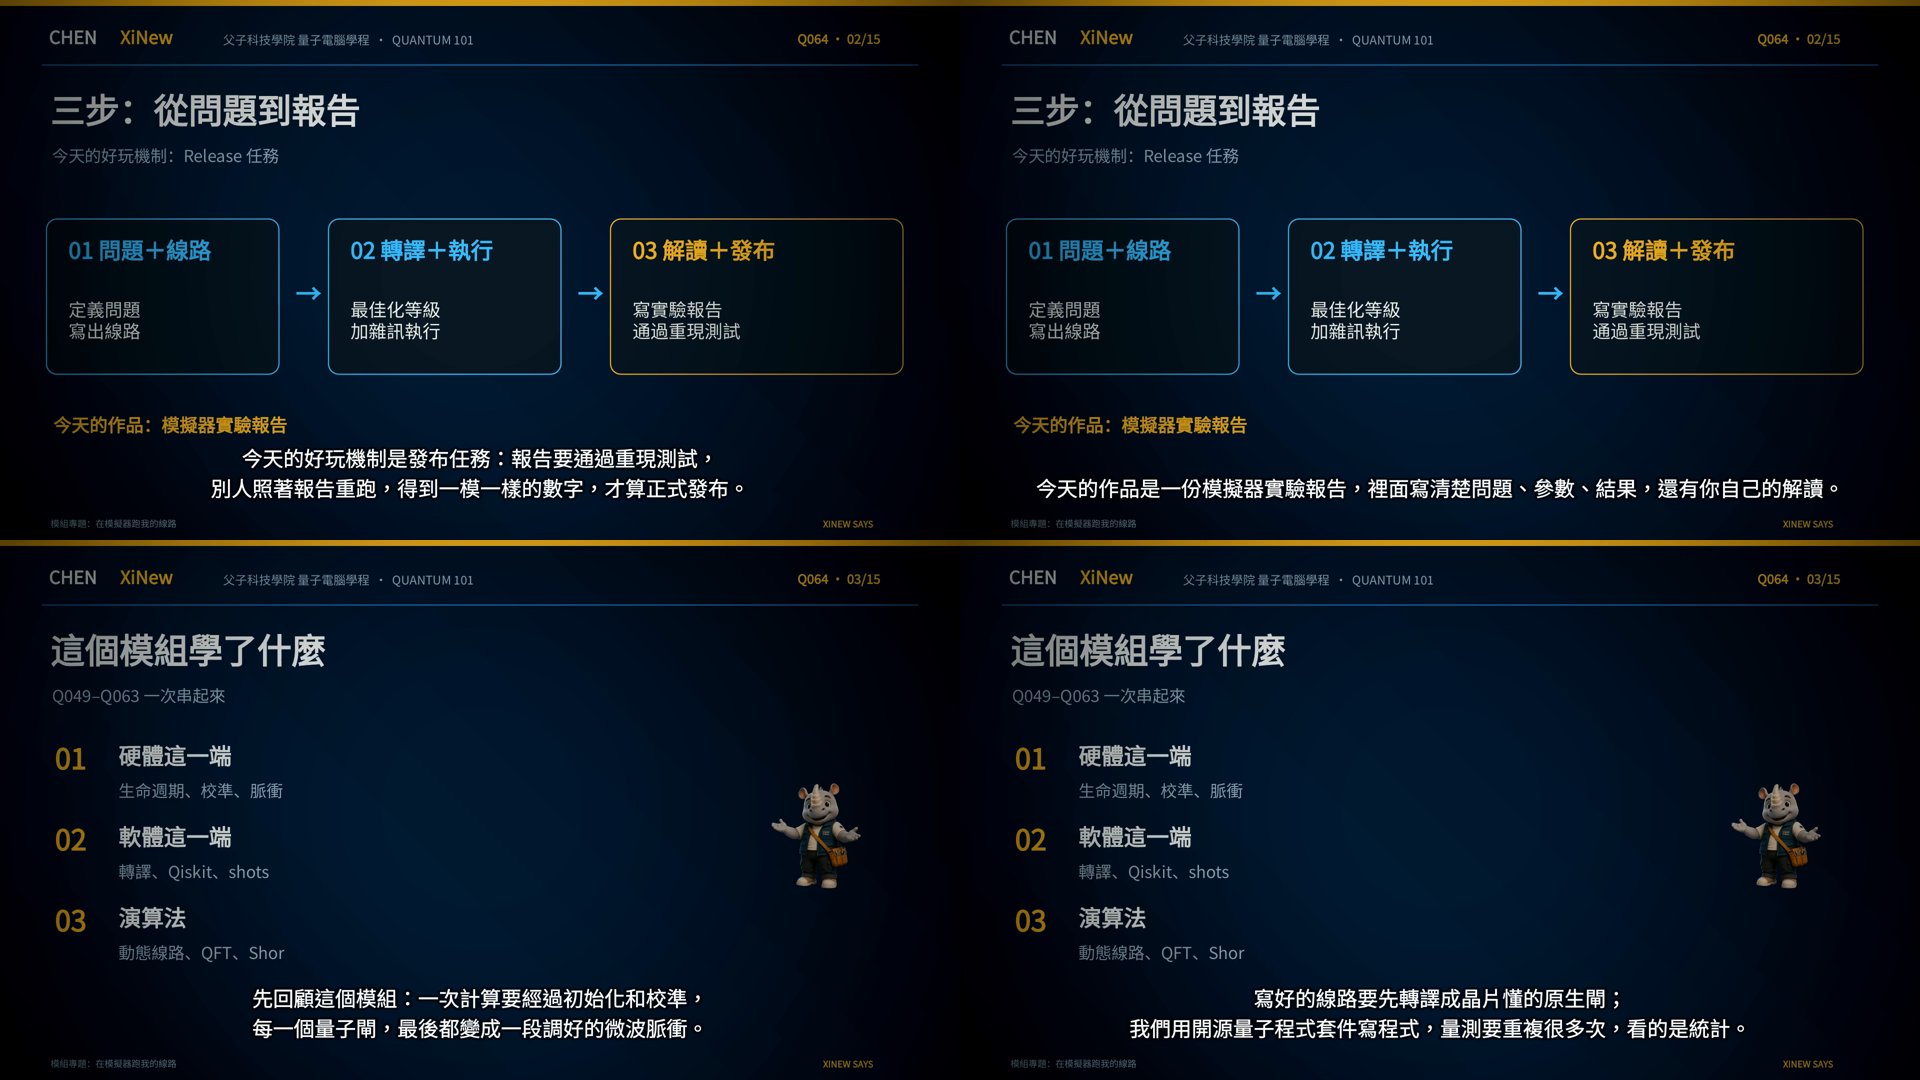 CHEN XiNew 父子科技學院 量子電腦學程 · QUANTUM 101 Q064 · 02/15
三步：從問題到報告
今天的好玩機制：Release 任務
01 問題＋線路
定義問題
寫出線路
→
02 轉譯＋執行
最佳化等級
加雜訊執行
→
03 解讀＋發布
寫實驗報告
通過重現測試
今天的作品：模擬器實驗報告
今天的好玩機制是發布任務：報告要通過重現測試，
別人照著報告重跑，得到一模一樣的數字，才算正式發布。
模組專題：在模擬器跑我的線路 XINEW SAYS
CHEN XiNew 父子科技學院 量子電腦學程 · QUANTUM 101 Q064 · 02/15
三步：從問題到報告
今天的好玩機制：Release 任務
01 問題＋線路
定義問題
寫出線路
→
02 轉譯＋執行
最佳化等級
加雜訊執行
→
03 解讀＋發布
寫實驗報告
通過重現測試
今天的作品：模擬器實驗報告
今天的作品是一份模擬器實驗報告，裡面寫清楚問題、參數、結果，還有你自己的解讀。
模組專題：在模擬器跑我的線路 XINEW SAYS
CHEN XiNew 父子科技學院 量子電腦學程 · QUANTUM 101 Q064 · 03/15
這個模組學了什麼
Q049–Q063 一次串起來
01 硬體這一端
生命週期、校準、脈衝
02 軟體這一端
轉譯、Qiskit、shots
03 演算法
動態線路、QFT、Shor
先回顧這個模組：一次計算要經過初始化和校準，
每一個量子閘，最後都變成一段調好的微波脈衝。
模組專題：在模擬器跑我的線路 XINEW SAYS
CHEN XiNew 父子科技學院 量子電腦學程 · QUANTUM 101 Q064 · 03/15
這個模組學了什麼
Q049–Q063 一次串起來
01 硬體這一端
生命週期、校準、脈衝
02 軟體這一端
轉譯、Qiskit、shots
03 演算法
動態線路、QFT、Shor
寫好的線路要先轉譯成晶片懂的原生閘；
我們用開源量子程式套件寫程式，量測要重複很多次，看的是統計。
模組專題：在模擬器跑我的線路 XINEW SAYS